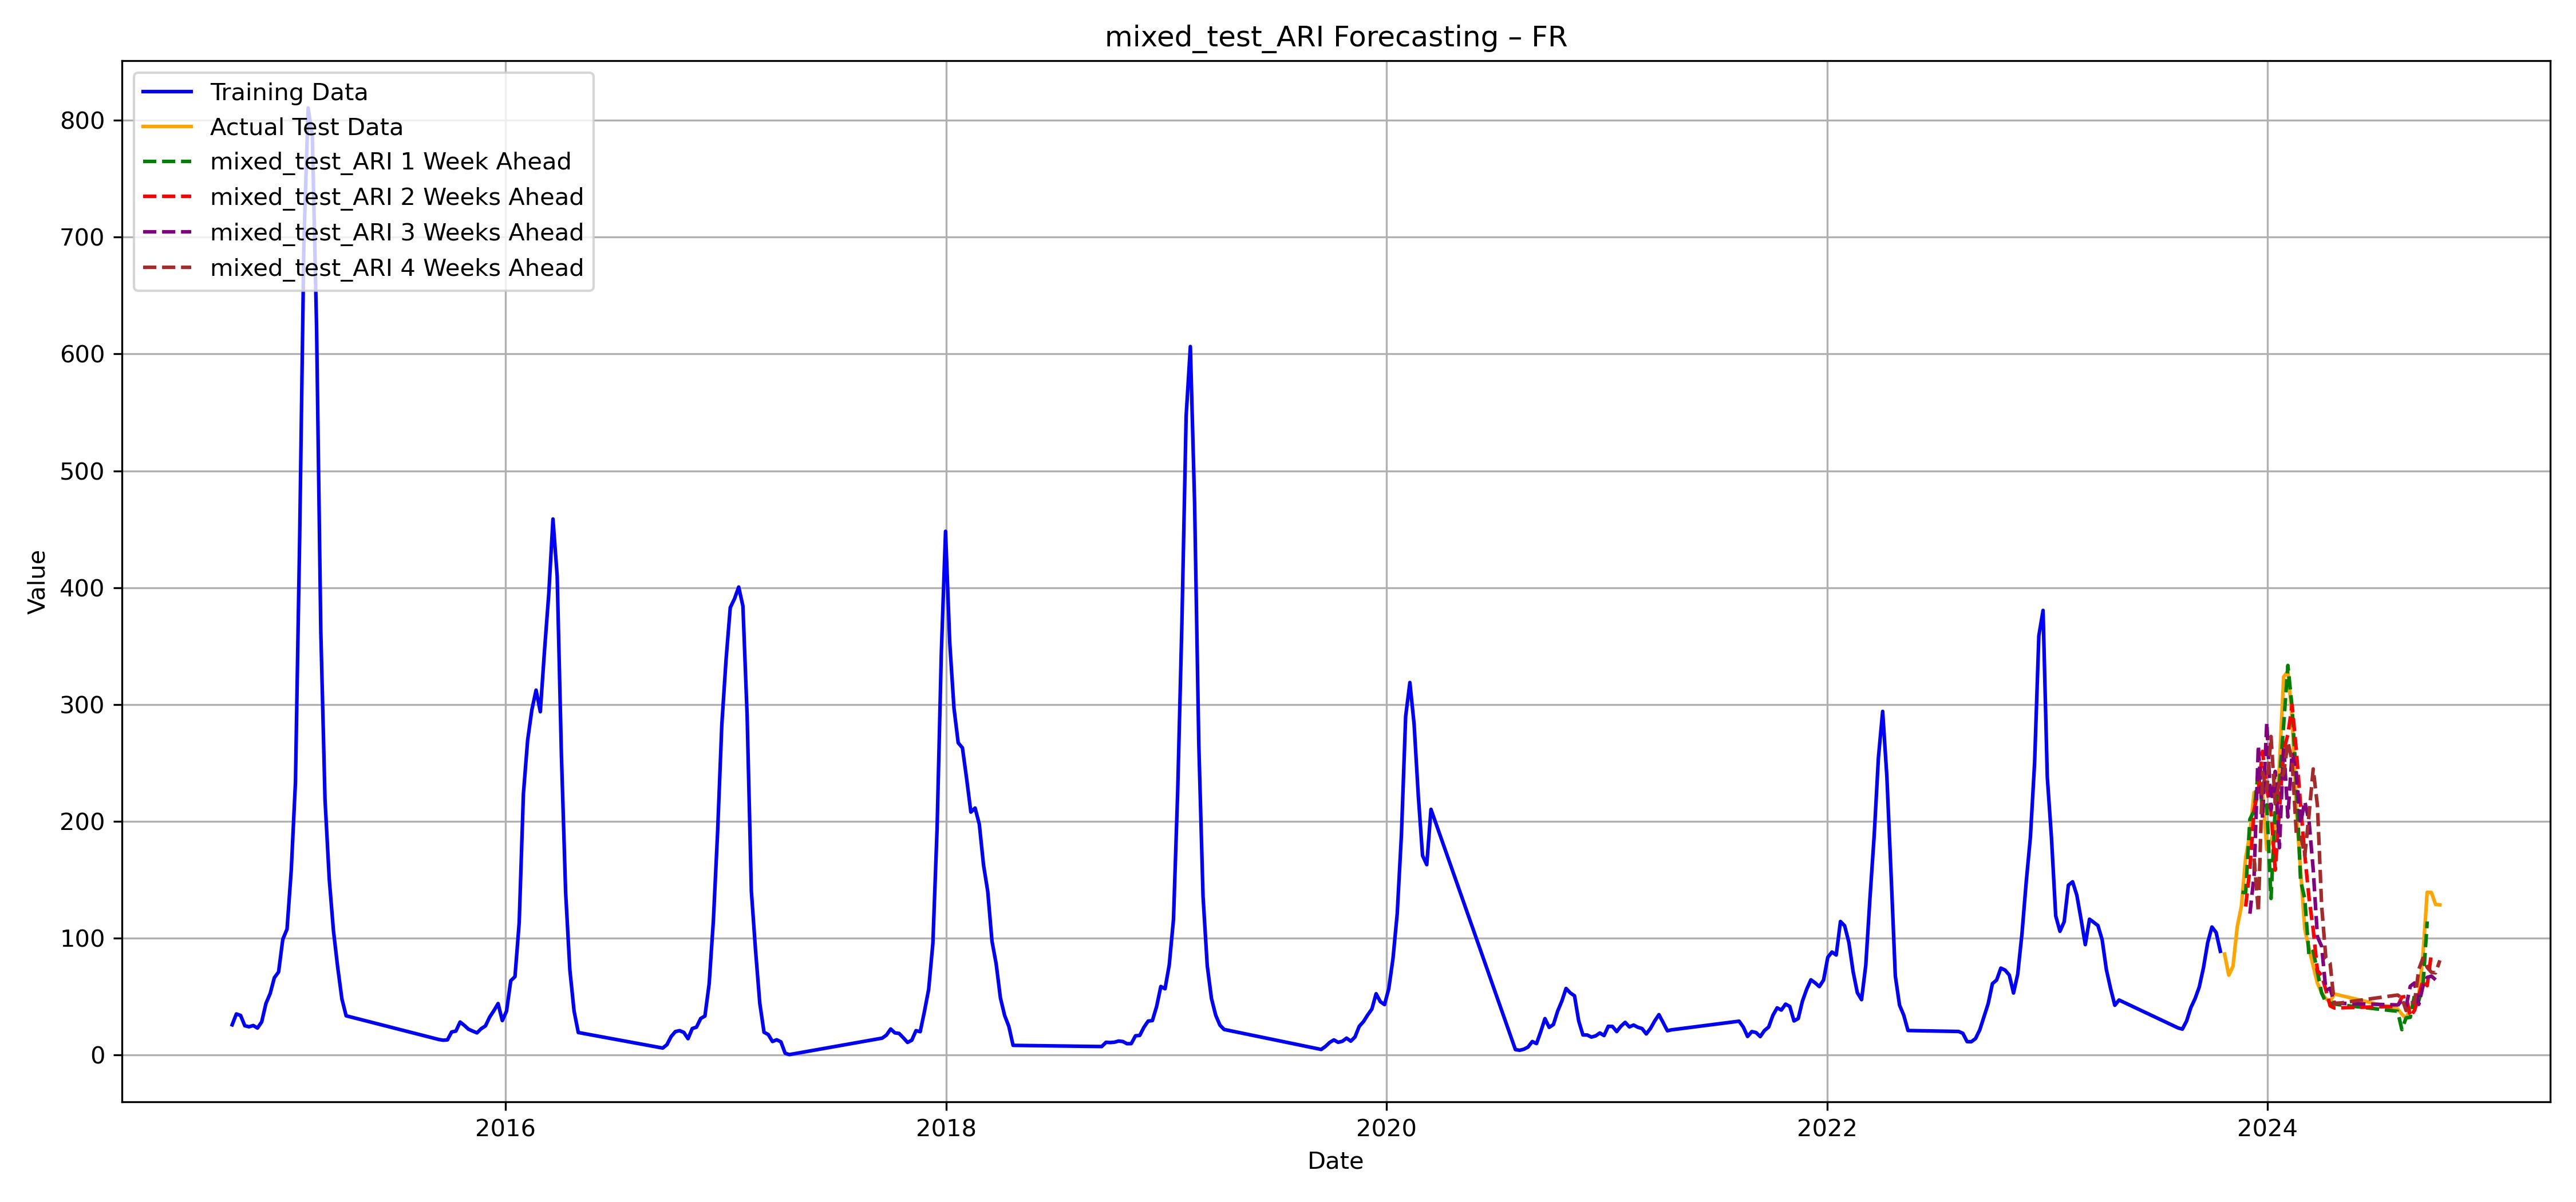 mixed_test_ARI Forecasting – FR
Training Data
Actual Test Data
mixed_test_ARI 1 Week Ahead
mixed_test_ARI 2 Weeks Ahead
mixed_test_ARI 3 Weeks Ahead
mixed_test_ARI 4 Weeks Ahead
Value
800
700
600
500
400
300
200
100
0
2016 2018 2020 2022 2024
Date